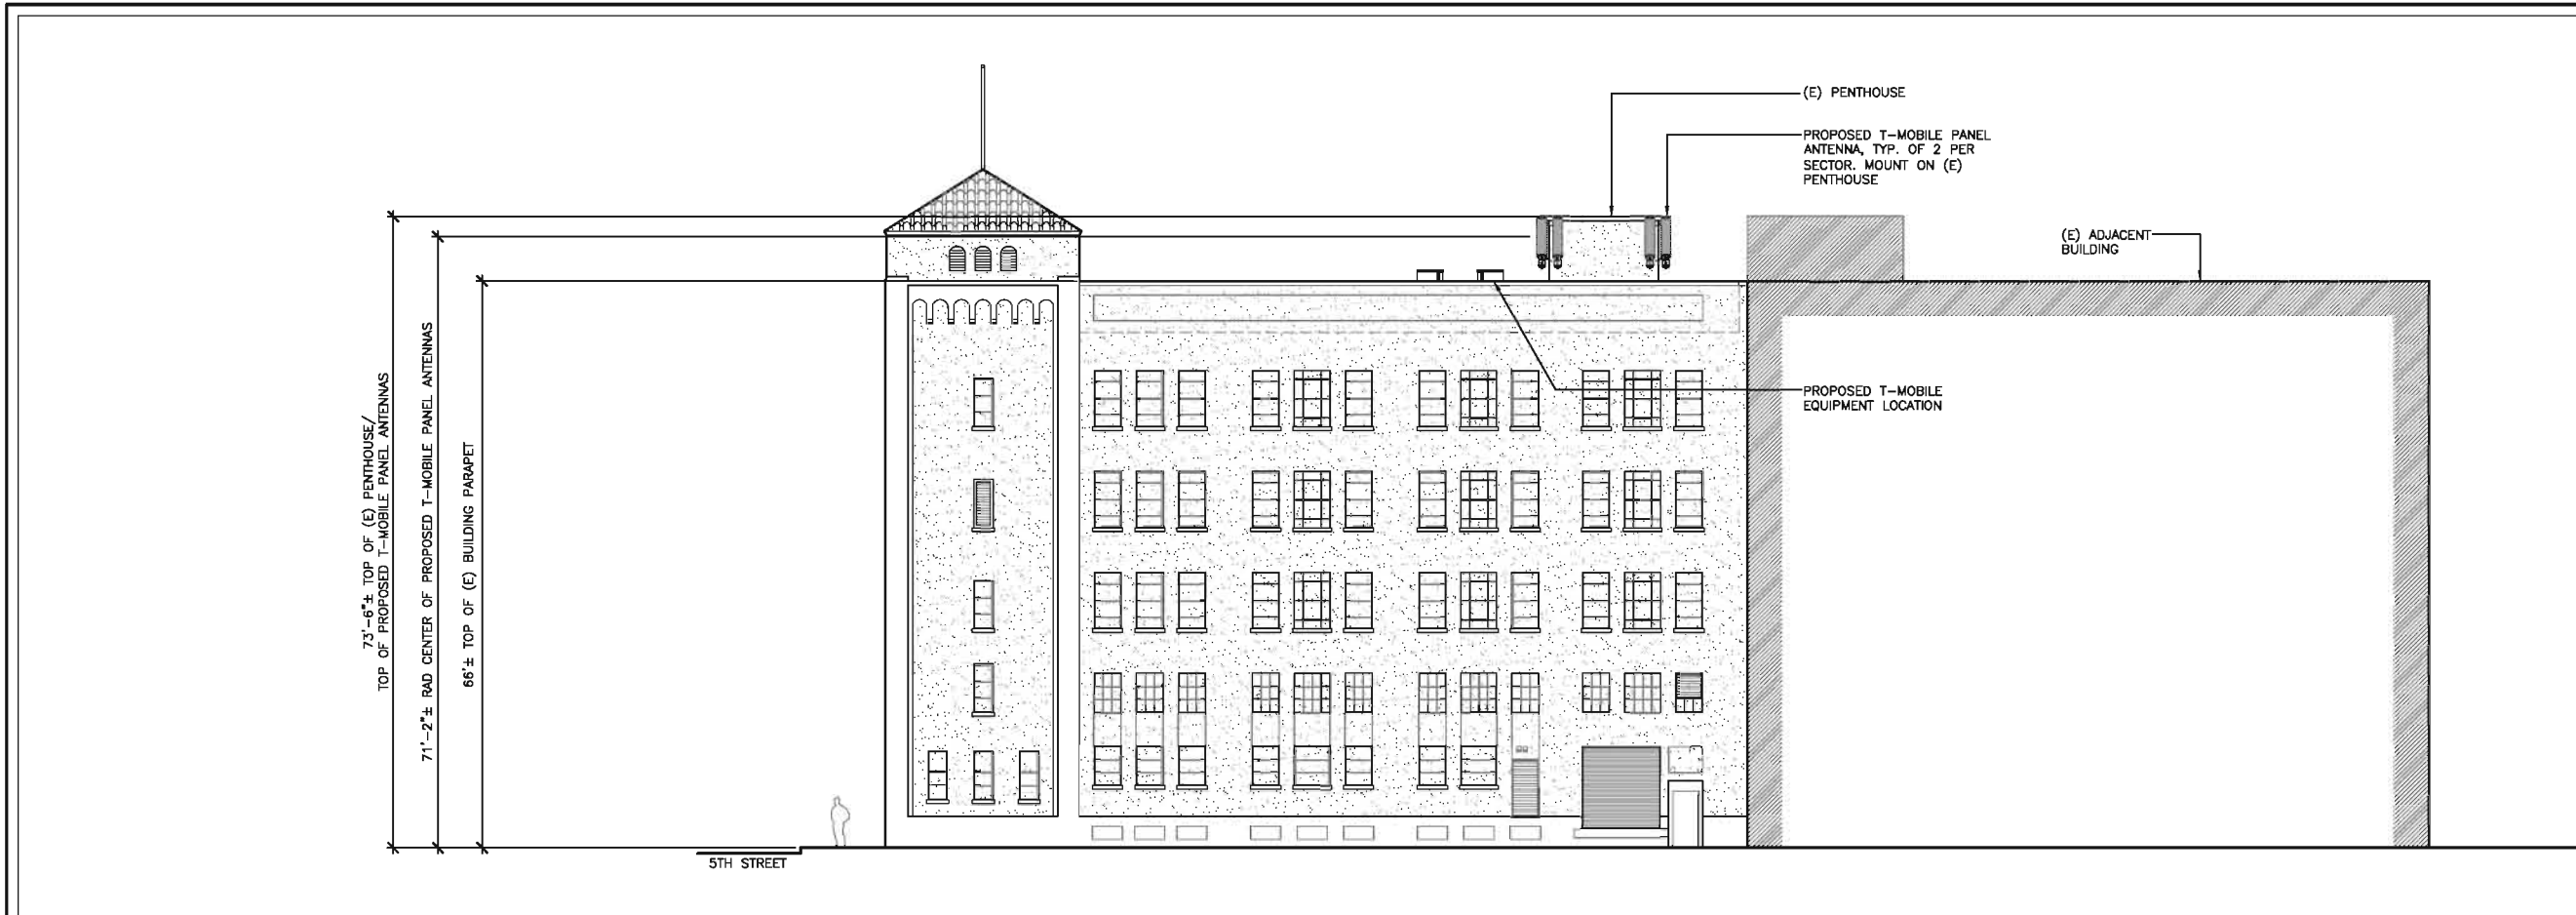 (E) PENTHOUSE
PROPOSED T-MOBILE PANEL
ANTENNA, TYP. OF 2 PER
SECTOR. MOUNT ON (E)
PENTHOUSE
(E) ADJACENT
BUILDING
73'-6"± TOP OF (E) PENTHOUSE/
TOP OF PROPOSED T-MOBILE PANEL ANTENNAS
71'-2"± RAD CENTER OF PROPOSED T-MOBILE PANEL ANTENNAS
66'± TOP OF (E) BUILDING PARAPET
PROPOSED T-MOBILE
EQUIPMENT LOCATION
5TH STREET